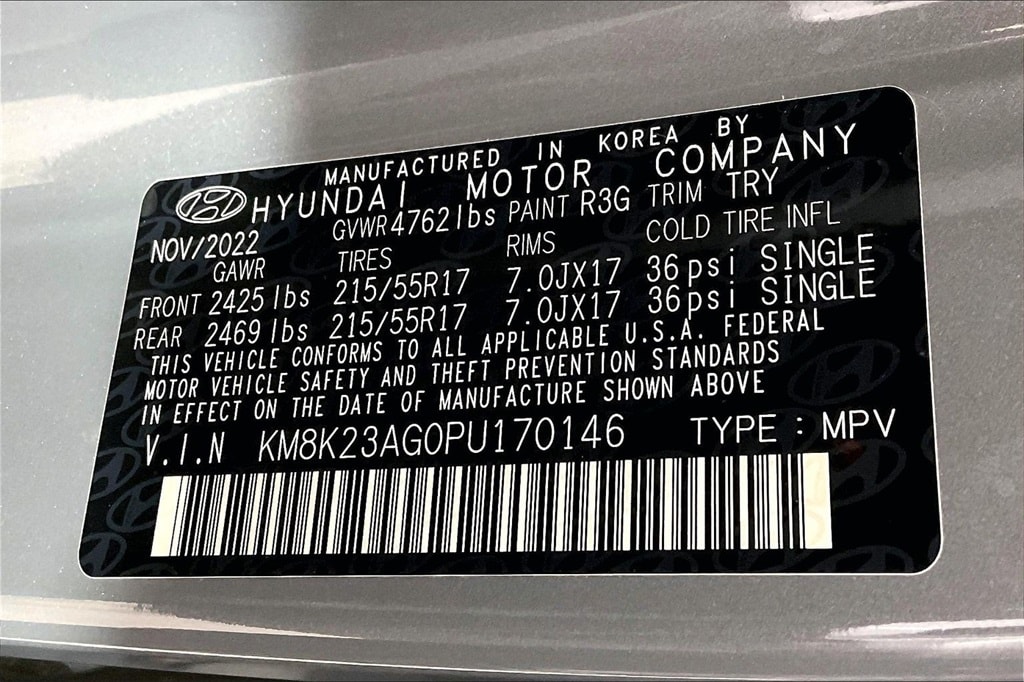 MANUFACTURED IN KOREA BY
HYUNDAI MOTOR COMPANY
NOV/2022 GVWR 4762 lbs PAINT R3G TRIM TRY
GAWR TIRES RIMS COLD TIRE INFL
FRONT 2425 lbs 215/55R17 7.0JX17 36psi SINGLE
REAR 2469 lbs 215/55R17 7.0JX17 36psi SINGLE
THIS VEHICLE CONFORMS TO ALL APPLICABLE U.S.A. FEDERAL
MOTOR VEHICLE SAFETY AND THEFT PREVENTION STANDARDS
IN EFFECT ON THE DATE OF MANUFACTURE SHOWN ABOVE
V.I.N KM8K23AG0PU170146 TYPE : MPV